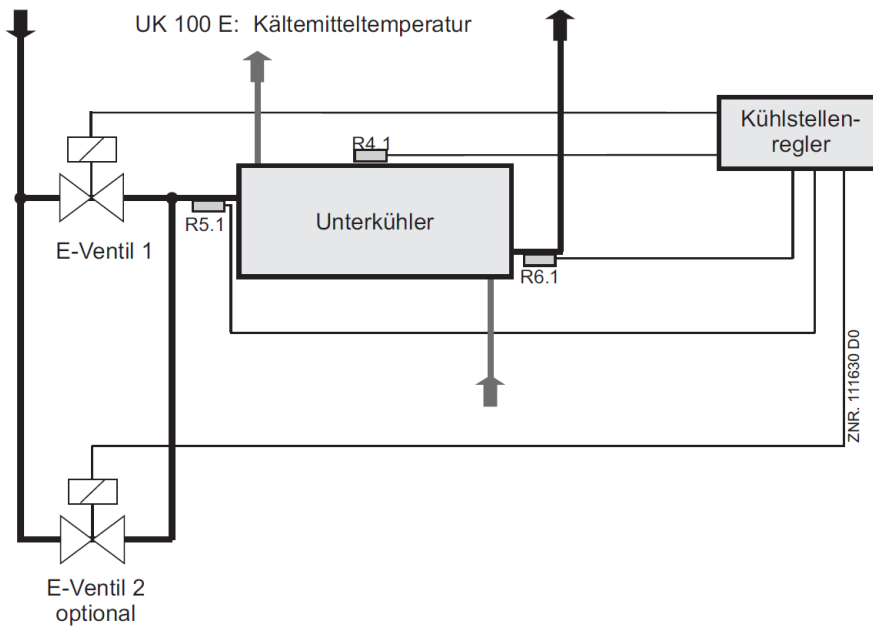 UK 100 E: Kältemitteltemperatur
Kühlstellen-
regler
R4.1
Unterkühler
R5.1
E-Ventil 1
R6.1
ZNR. 111630 D0
E-Ventil 2
optional